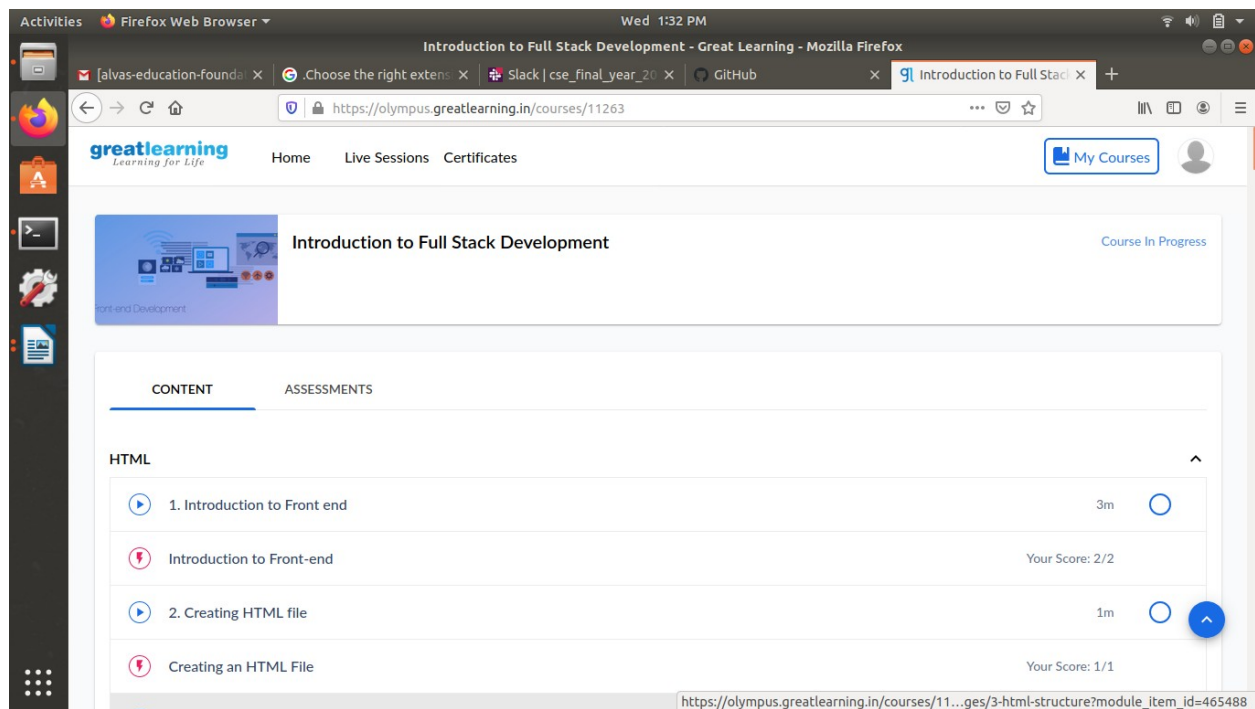 Activities Firefox Web Browser Wed 1:32 PM
Introduction to Full Stack Development - Great Learning - Mozilla Firefox
[alvas-education-founda .Choose the right extens Slack | cse_final_year_20 GitHub Introduction to Full Stac
https://olympus.greatlearning.in/courses/11263
greatlearning
Learning for Life
Home Live Sessions Certificates My Courses
Introduction to Full Stack Development Course In Progress
Front-end Development
CONTENT ASSESSMENTS
HTML
1. Introduction to Front end 3m
Introduction to Front-end Your Score: 2/2
2. Creating HTML file 1m
Creating an HTML File Your Score: 1/1
https://olympus.greatlearning.in/courses/11...ges/3-html-structure?module_item_id=465488